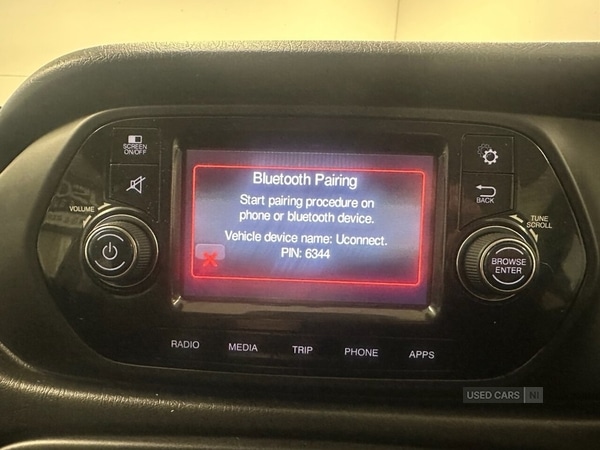 SCREEN
ON/OFF
VOLUME
Bluetooth Pairing
Start pairing procedure on
phone or bluetooth device.
Vehicle device name: Uconnect.
PIN: 6344
BACK
TUNE
SCROLL
BROWSE
ENTER
RADIO
MEDIA
TRIP
PHONE
APPS
USED CARS NI